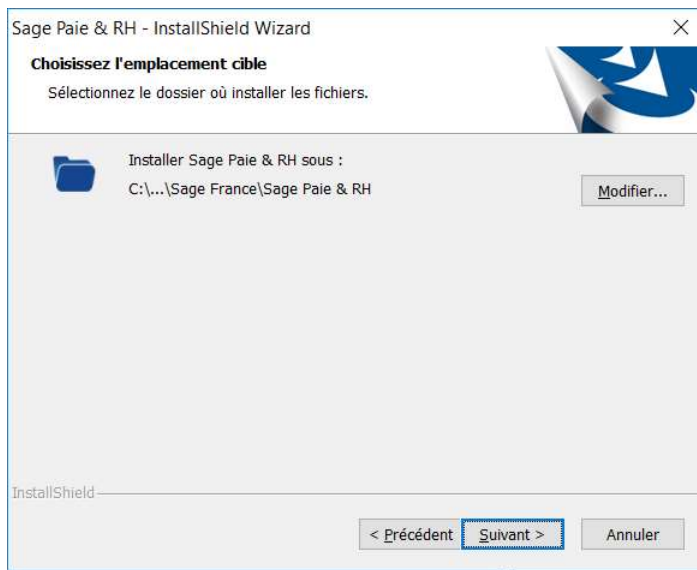 Sage Paie & RH - InstallShield Wizard
Choisissez l'emplacement cible
Sélectionnez le dossier où installer les fichiers.
Installer Sage Paie & RH sous :
C:\...\Sage France\Sage Paie & RH
Modifier...
InstallShield
< Précédent
Suivant >
Annuler